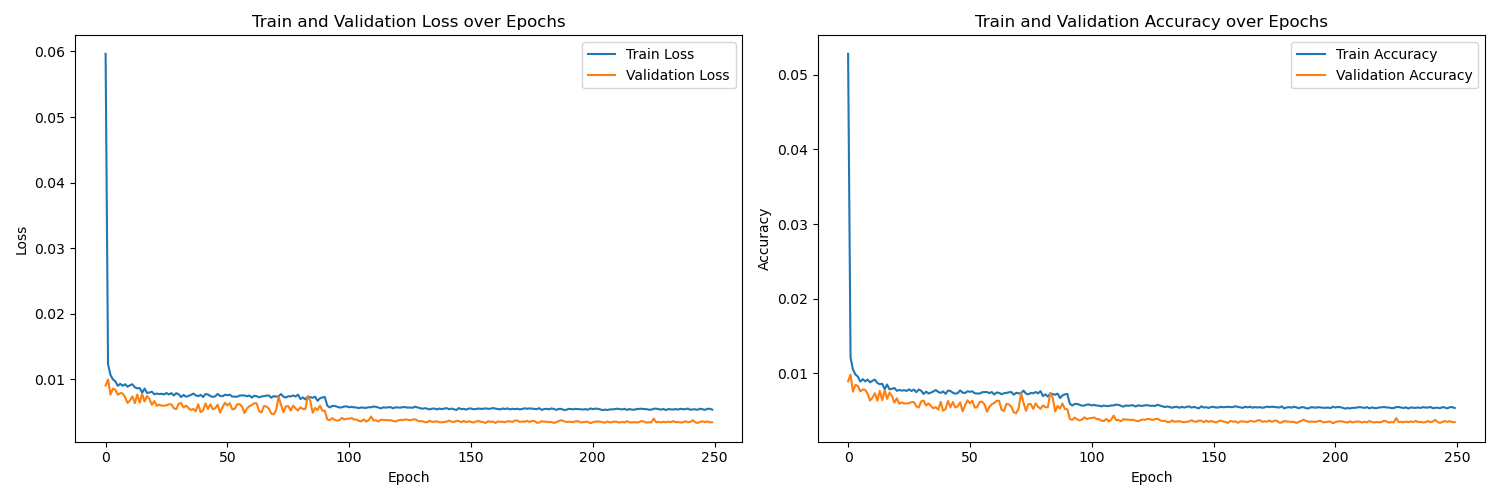 Train and Validation Loss over Epochs
Train Loss
Validation Loss
0.06
0.05
0.04
0.03
0.02
0.01
Loss
0 50 100 150 200 250
Epoch
Train and Validation Accuracy over Epochs
Train Accuracy
Validation Accuracy
0.05
0.04
0.03
0.02
0.01
Accuracy
0 50 100 150 200 250
Epoch